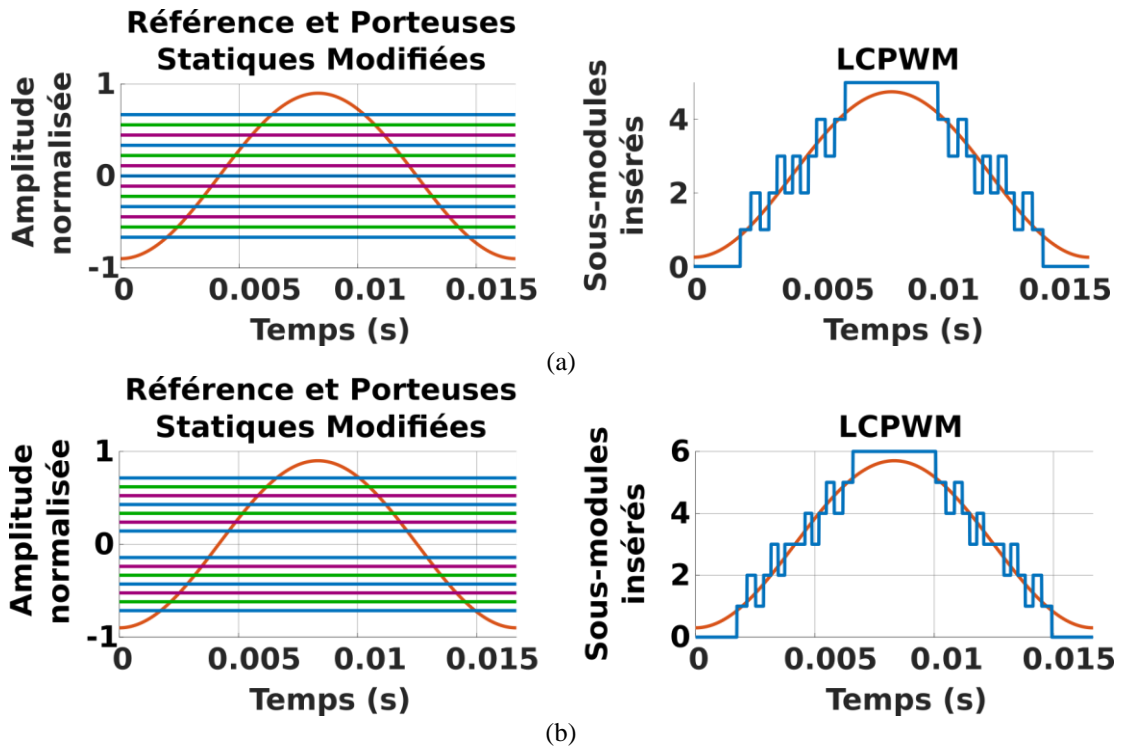 Référence et Porteuses
Statiques Modifiées
Amplitude
normalisée
1
0
-1
0
0.005
0.01
0.015
Temps (s)
LCPWM
Sous-modules
insérés
4
2
0
0
0.005
0.01
0.015
Temps (s)
(a)
Référence et Porteuses
Statiques Modifiées
Amplitude
normalisée
1
0
-1
0
0.005
0.01
0.015
Temps (s)
LCPWM
Sous-modules
insérés
6
4
2
0
0
0.005
0.01
0.015
Temps (s)
(b)